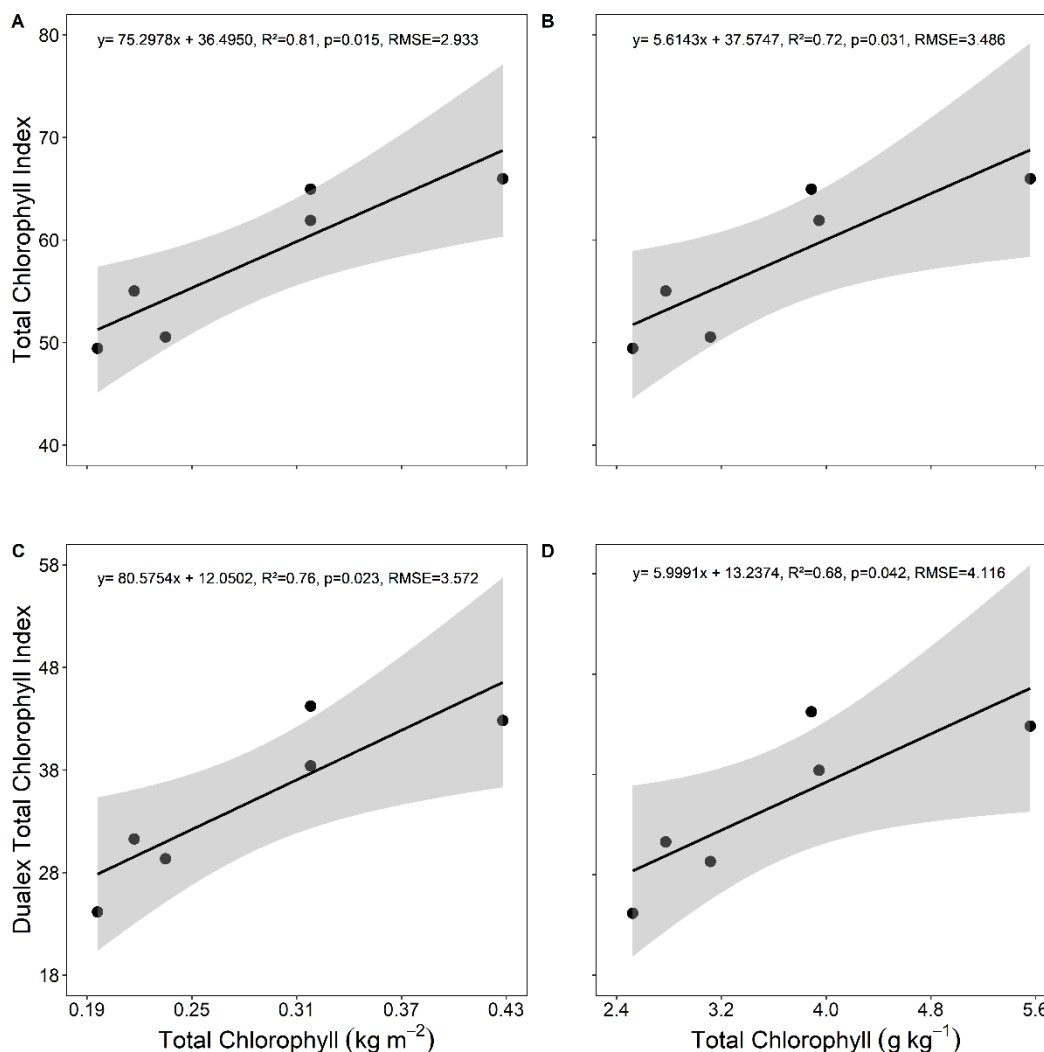 A
y= 75.2978x + 36.4950, R²=0.81, p=0.015, RMSE=2.933
B
y= 5.6143x + 37.5747, R²=0.72, p=0.031, RMSE=3.486
Total Chlorophyll Index
80
70
60
50
40
C
y= 80.5754x + 12.0502, R²=0.76, p=0.023, RMSE=3.572
D
y= 5.9991x + 13.2374, R²=0.68, p=0.042, RMSE=4.116
Dualex Total Chlorophyll Index
58
48
38
28
18
0.19 0.25 0.31 0.37 0.43
2.4 3.2 4.0 4.8 5.6
Total Chlorophyll (kg m⁻²)
Total Chlorophyll (g kg⁻¹)